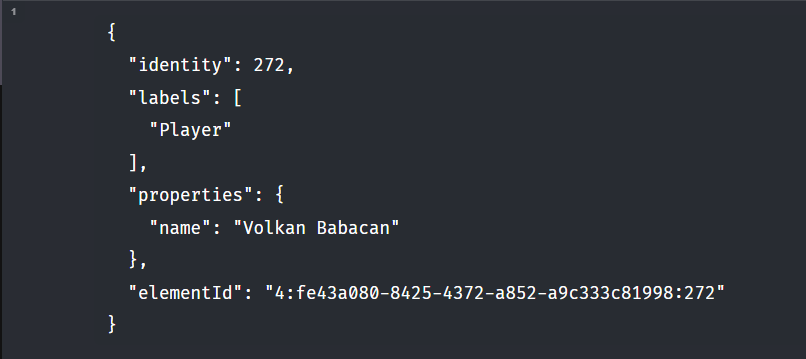 1
{
"identity": 272,
"labels": [
"Player"
],
"properties": {
"name": "Volkan Babacan"
},
"elementId": "4:fe43a080-8425-4372-a852-a9c333c81998:272"
}